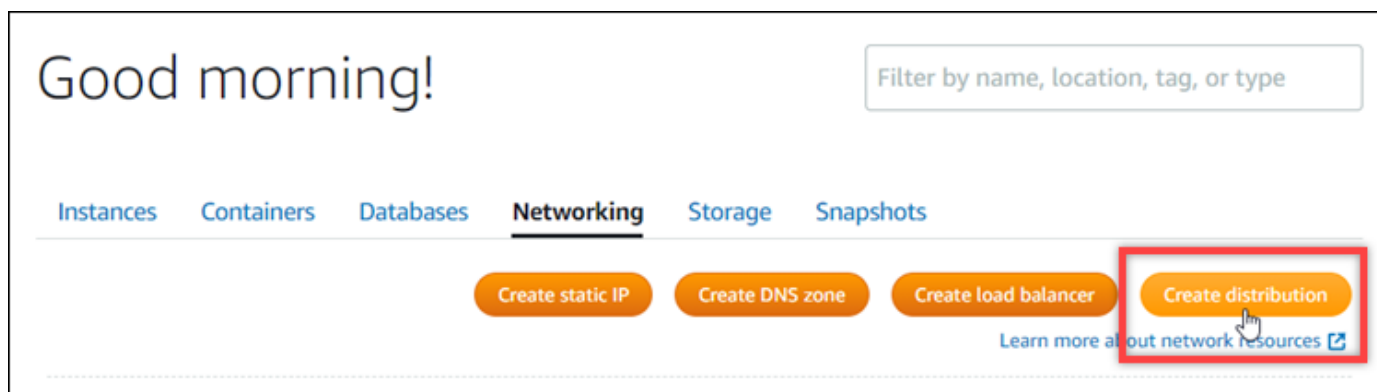 Good morning!
Filter by name, location, tag, or type
Instances Containers Databases Networking Storage Snapshots
Create static IP Create DNS zone Create load balancer Create distribution
Learn more about network resources